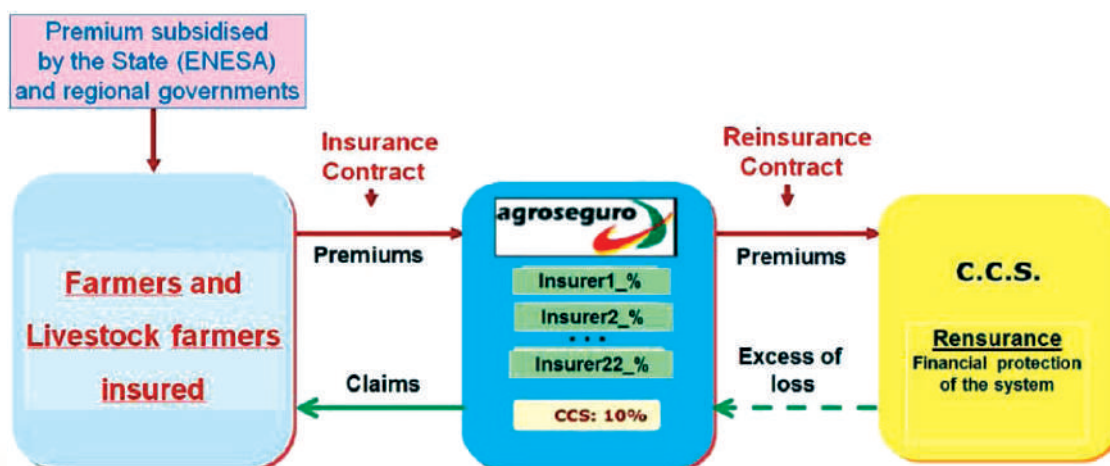 Premium subsidised
by the State (ENESA)
and regional governments
Insurance
Contract
Reinsurance
Contract
Farmers and
Livestock farmers
insured
Premiums
Claims
agroseguro
Insurer1_%
Insurer2_%
...
Insurer22_%
CCS: 10%
Premiums
Excess of
loss
C.C.S.
Rensurance
Financial protection
of the system